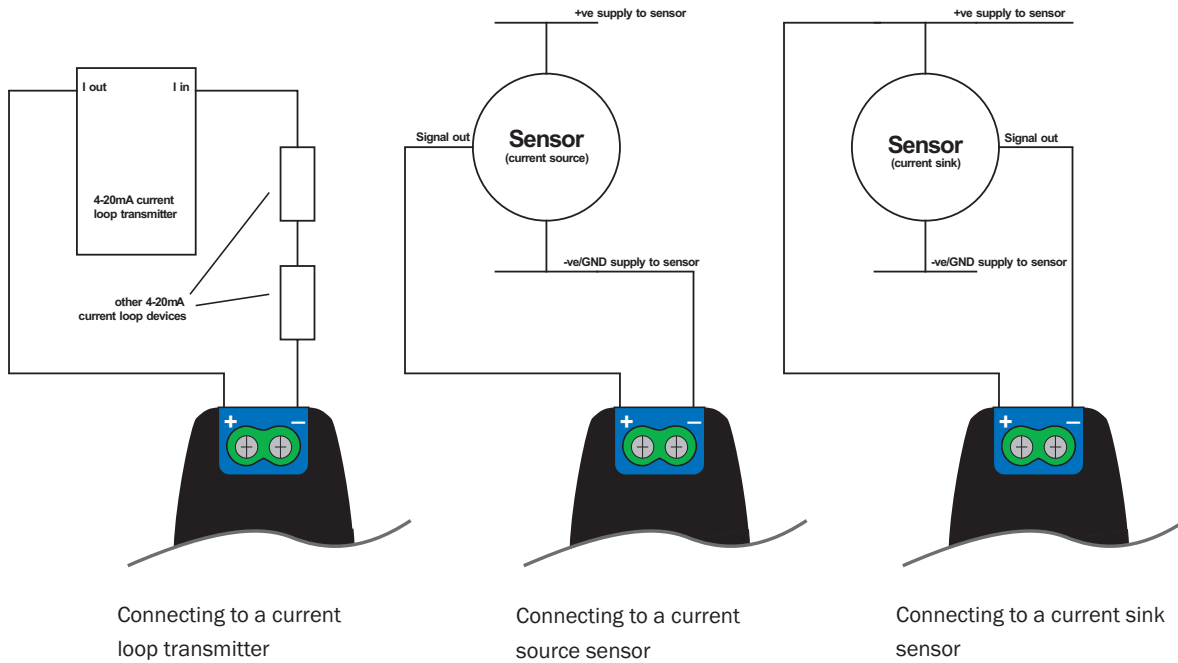 I out
I in
4-20mA current
loop transmitter
other 4-20mA
current loop devices
+
–
Connecting to a current
loop transmitter
+ve supply to sensor
Signal out
Sensor
(current source)
-ve/GND supply to sensor
+
–
Connecting to a current
source sensor
+ve supply to sensor
Sensor
(current sink)
Signal out
-ve/GND supply to sensor
+
–
Connecting to a current sink
sensor